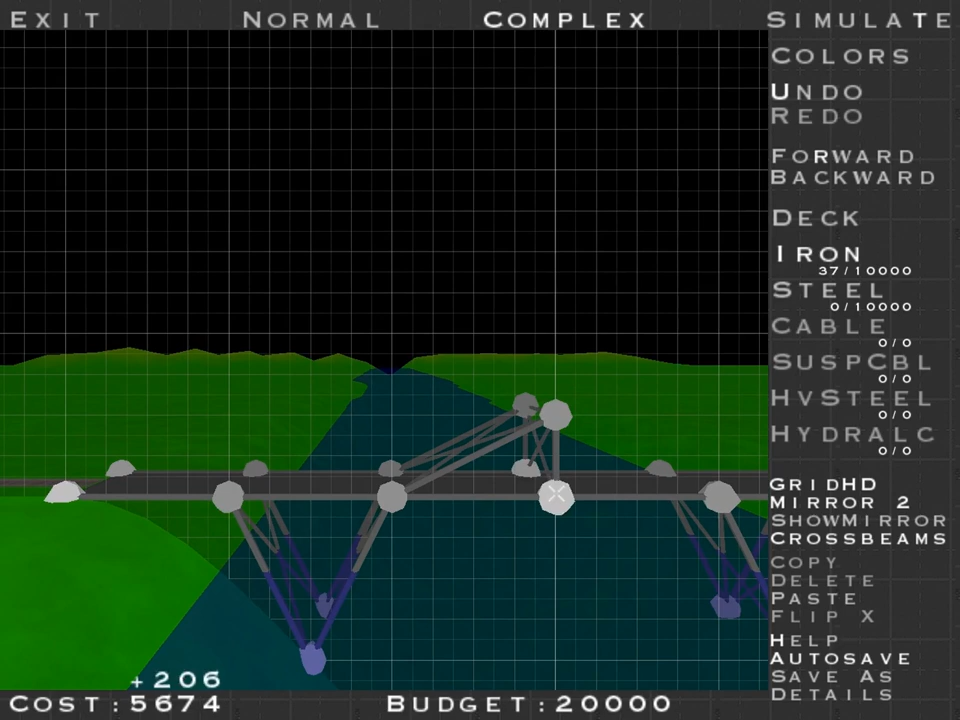 EXIT NORMAL COMPLEX SIMULATE
COLORS
UNDO
REDO
FORWARD
BACKWARD
DECK
IRON
37/10000
STEEL
0/10000
CABLE
0/0
SUSPCBL
0/0
HVSTEEL
0/0
HYDRALC
0/0
GRIDHD
MIRROR 2
SHOWMIRROR
CROSSBEAMS
COPY
DELETE
PASTE
FLIP X
HELP
AUTOSAVE
SAVE AS
DETAILS
+206
COST:5674 BUDGET:20000